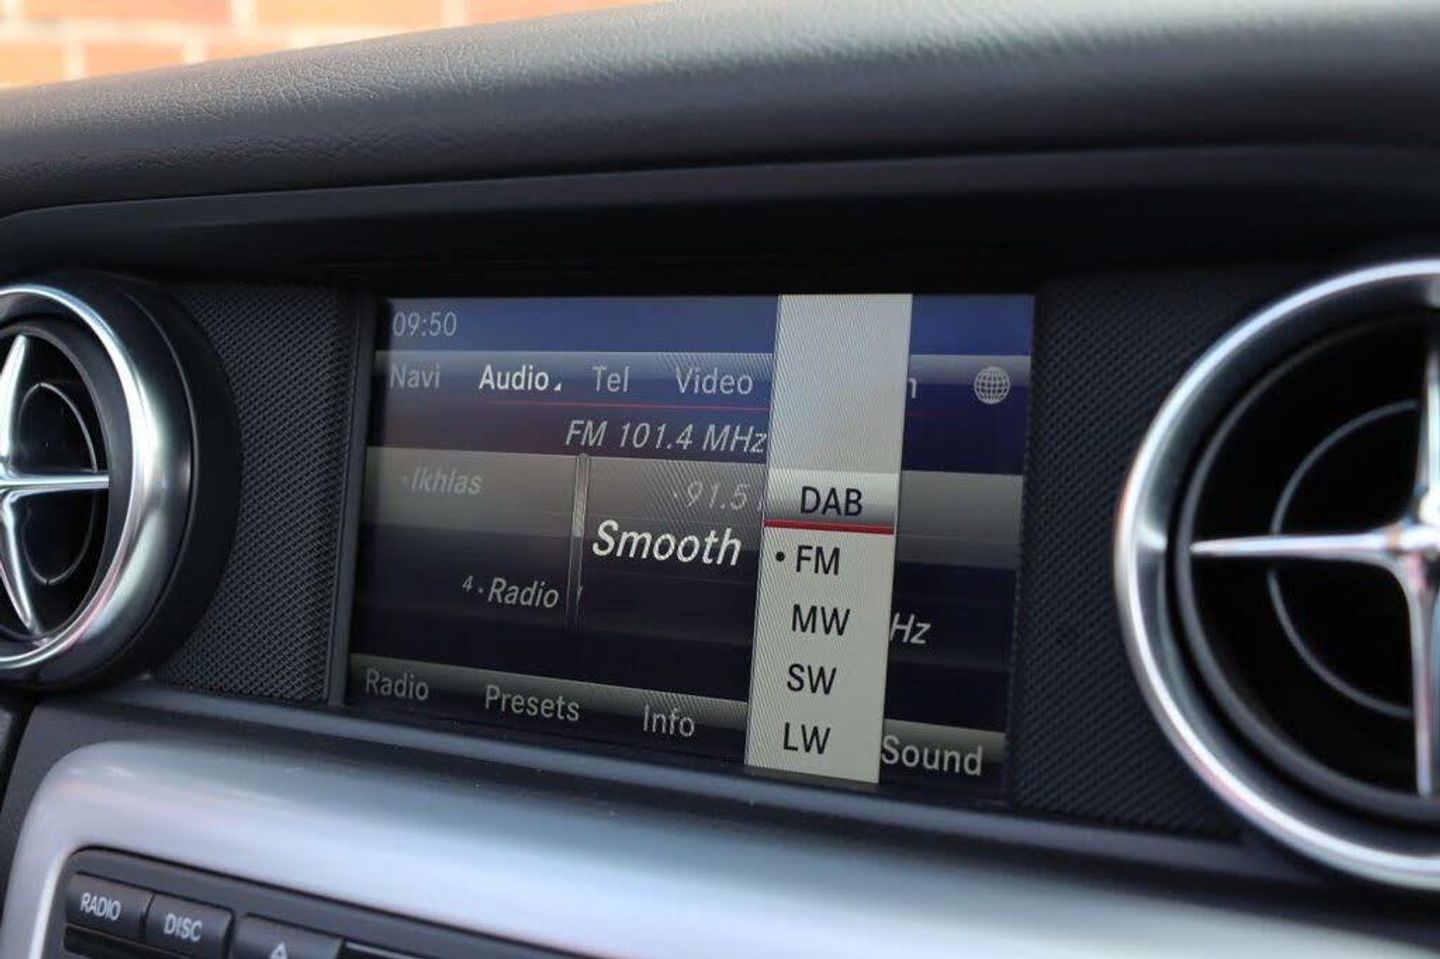 09:50
Navi Audio Tel Video
FM 101.4 MHz
·Ikhlas ·91.5
Smooth
4·Radio
Hz
DAB
• FM
MW
SW
LW
Radio Presets Info Sound
RADIO DISC